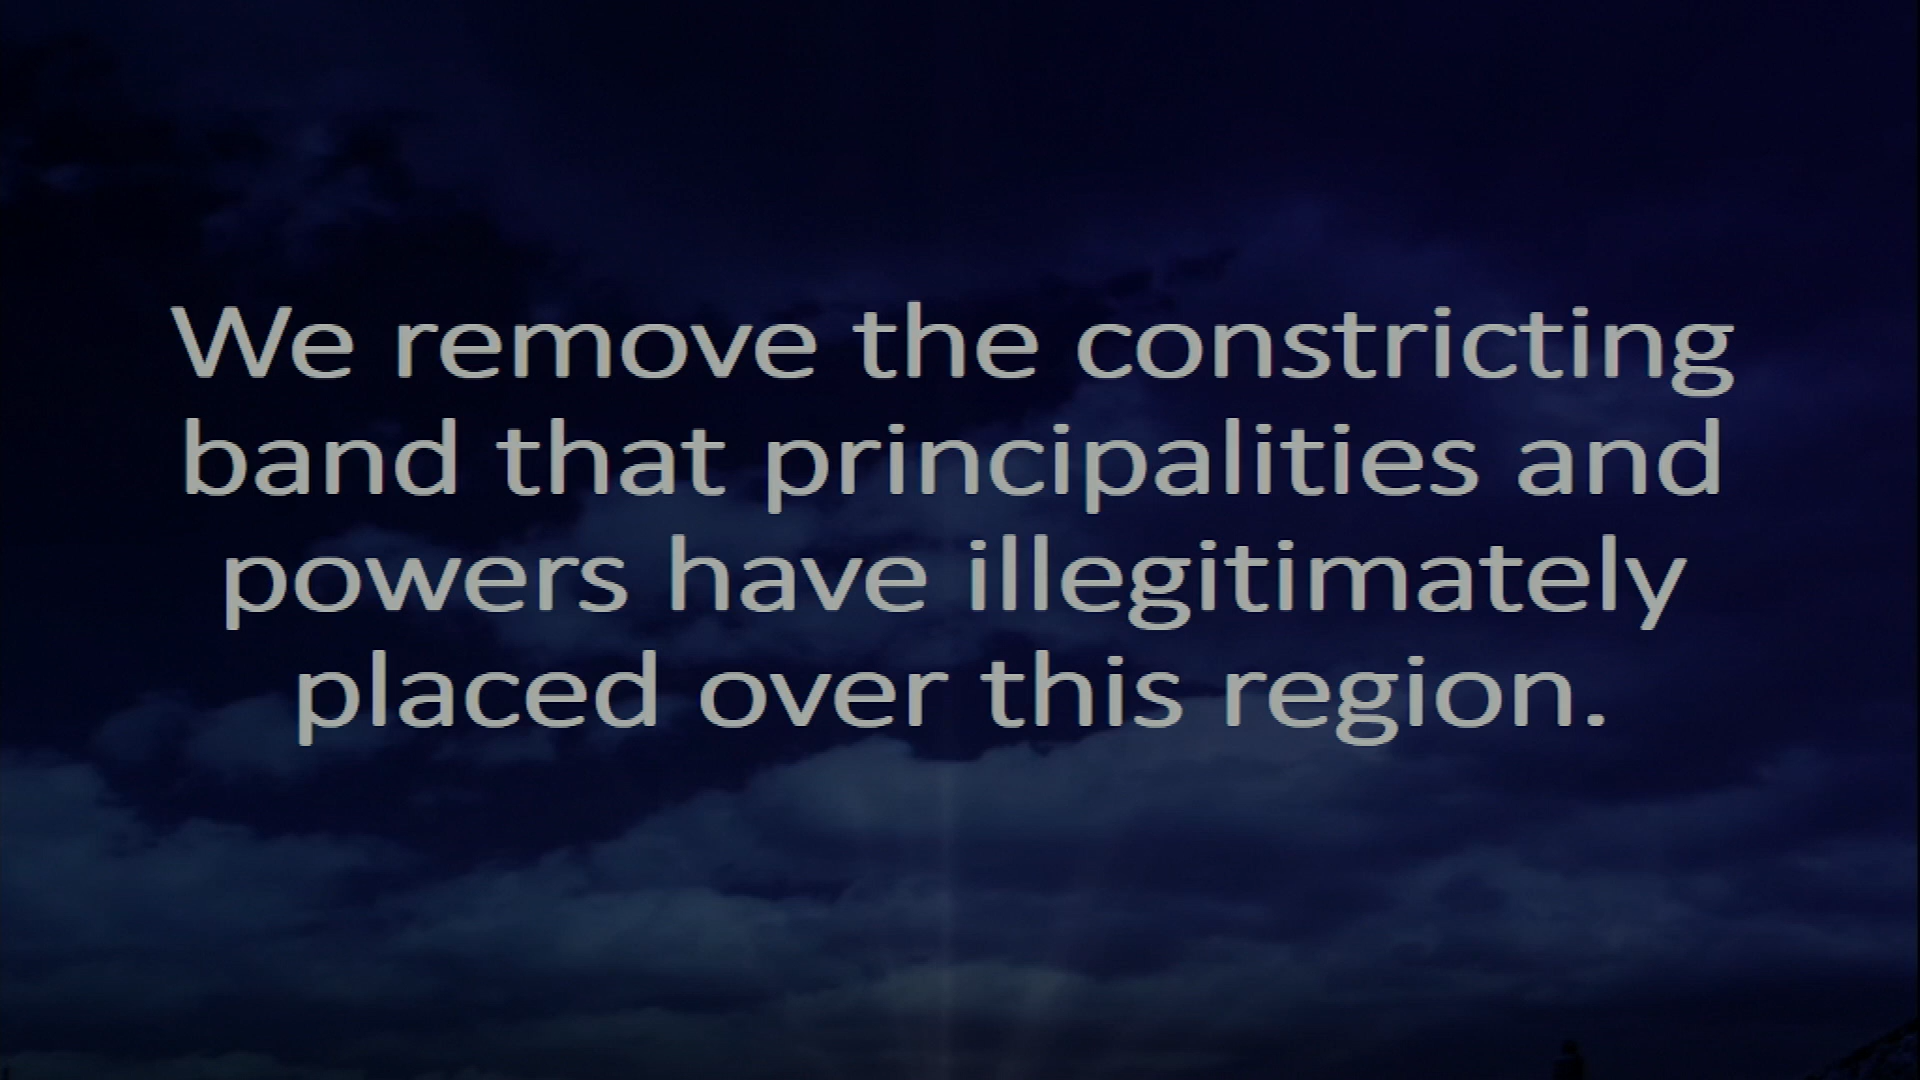 We remove the constricting
band that principalities and
powers have illegitimately
placed over this region.